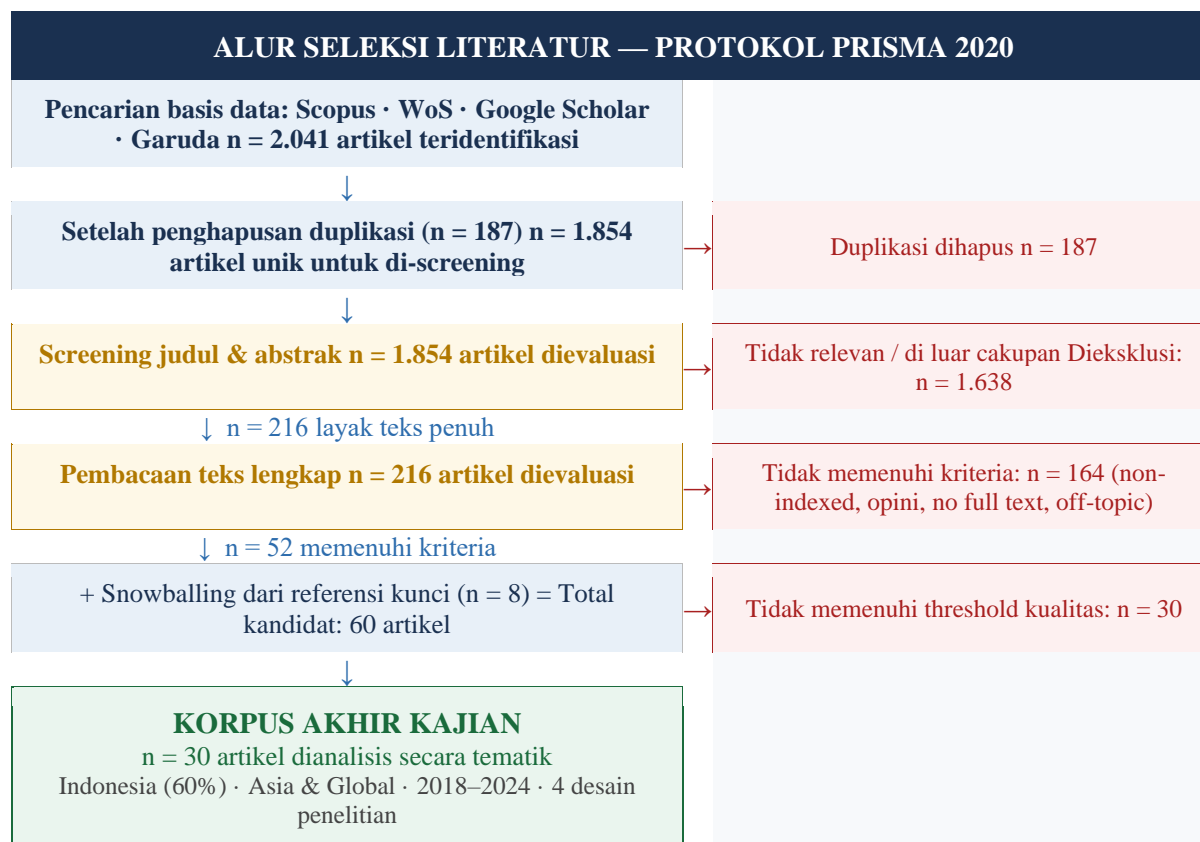 ALUR SELEKSI LITERATUR — PROTOKOL PRISMA 2020
Pencarian basis data: Scopus · WoS · Google Scholar
· Garuda n = 2.041 artikel teridentifikasi
↓
Setelah penghapusan duplikasi (n = 187) n = 1.854
artikel unik untuk di-screening
→
Duplikasi dihapus n = 187
↓
Screening judul & abstrak n = 1.854 artikel dievaluasi
→
Tidak relevan / di luar cakupan Dieksklusi:
n = 1.638
↓ n = 216 layak teks penuh
Pembacaan teks lengkap n = 216 artikel dievaluasi
→
Tidak memenuhi kriteria: n = 164 (non-
indexed, opini, no full text, off-topic)
↓ n = 52 memenuhi kriteria
+ Snowballing dari referensi kunci (n = 8) = Total
kandidat: 60 artikel
→
Tidak memenuhi threshold kualitas: n = 30
↓
KORPUS AKHIR KAJIAN
n = 30 artikel dianalisis secara tematik
Indonesia (60%) · Asia & Global · 2018–2024 · 4 desain
penelitian